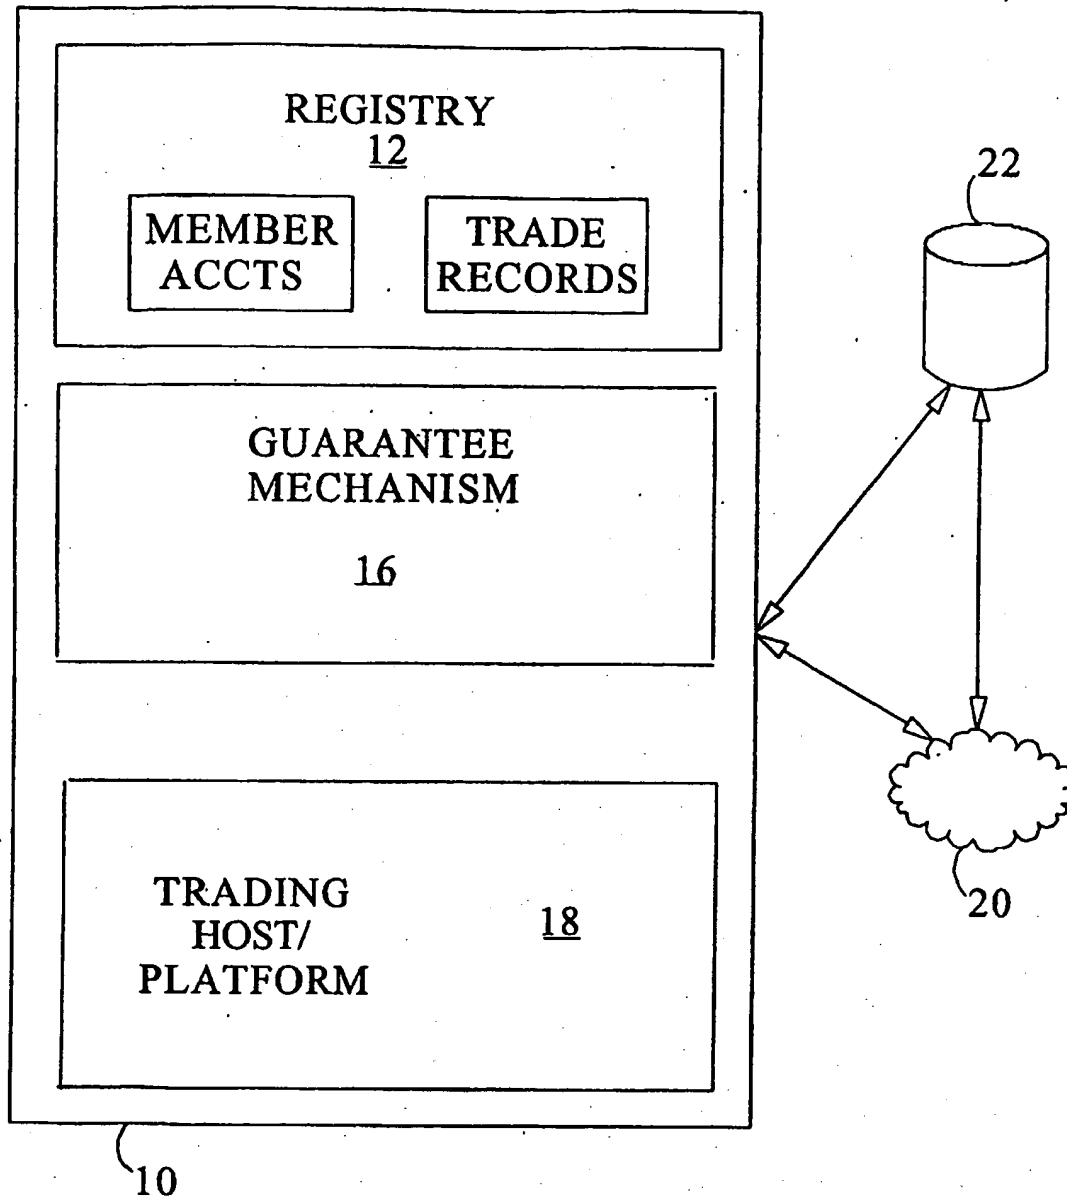 REGISTRY
12
MEMBER
ACCTS
TRADE
RECORDS
22
GUARANTEE
MECHANISM
16
TRADING
HOST/
PLATFORM
18
20
10